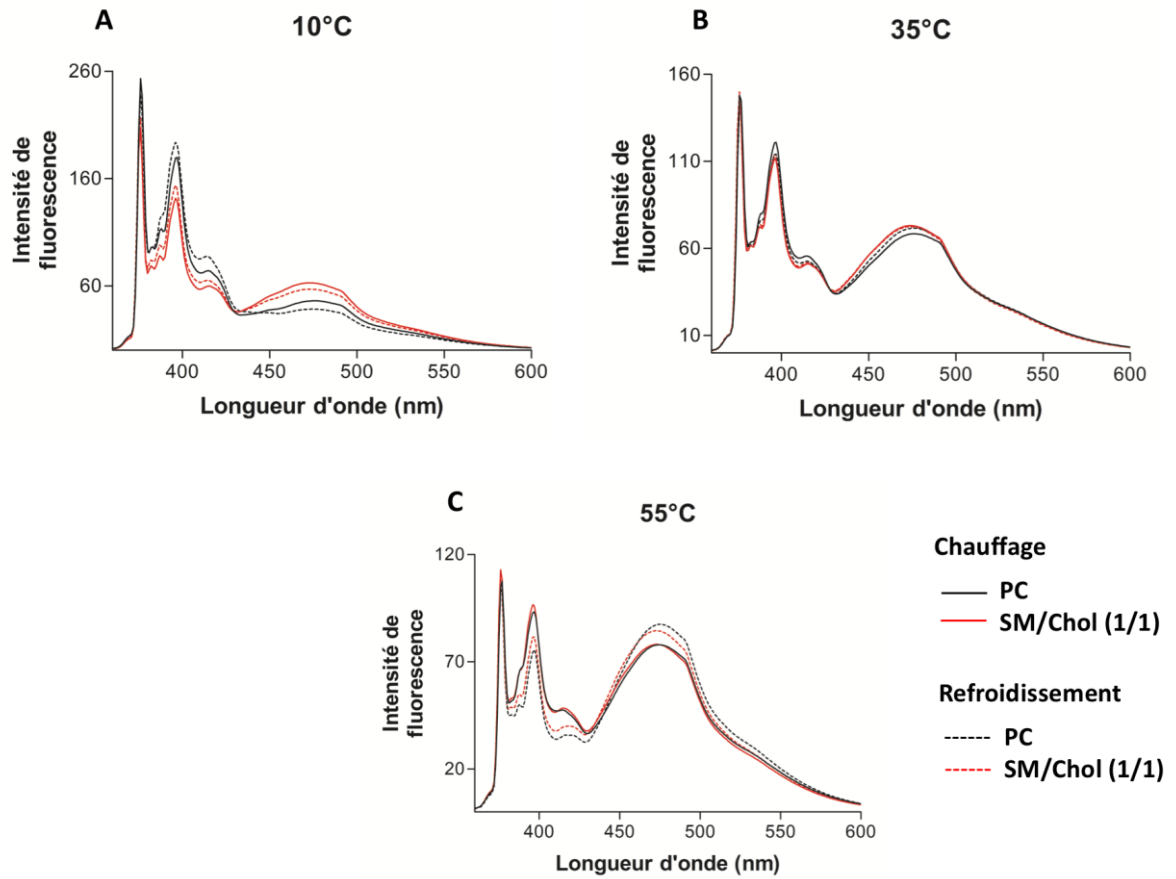 A
10°C
260
160
60
Intensité de
fluorescence
400
450
500
550
600
Longueur d'onde (nm)
B
35°C
160
110
60
10
Intensité de
fluorescence
400
450
500
550
600
Longueur d'onde (nm)
C
55°C
120
70
20
Intensité de
fluorescence
400
450
500
550
600
Longueur d'onde (nm)
Chauffage
PC
SM/Chol (1/1)
Refroidissement
PC
SM/Chol (1/1)